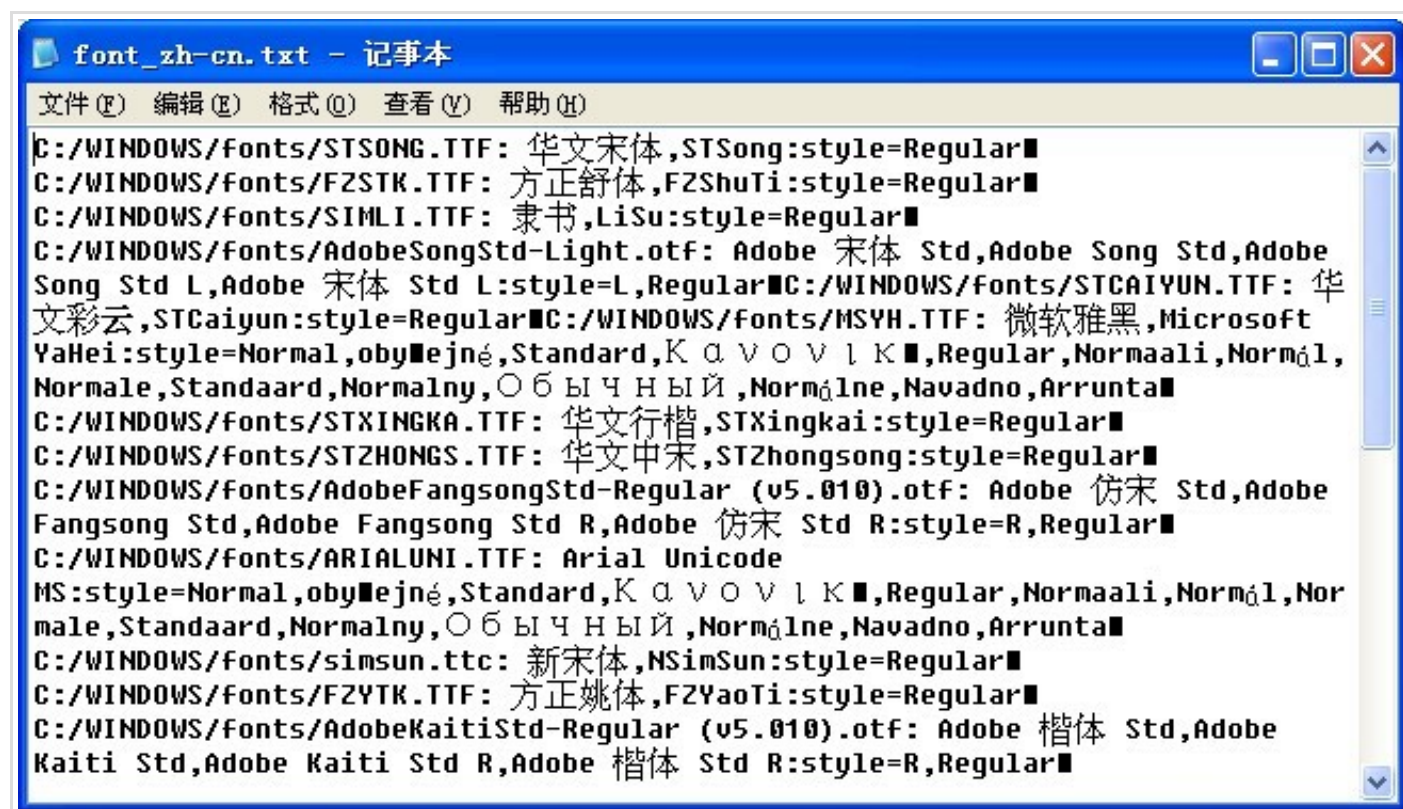 font_zh-cn.txt - 记事本
文件(F) 编辑(E) 格式(O) 查看(V) 帮助(H)
C:/WINDOWS/fonts/STSONG.TTF: 华文宋体,STSong:style=Regular■
C:/WINDOWS/fonts/FZSTK.TTF: 方正舒体,FZShuTi:style=Regular■
C:/WINDOWS/fonts/SIMLI.TTF: 隶书,LiSu:style=Regular■
C:/WINDOWS/fonts/AdobeSongStd-Light.otf: Adobe 宋体 Std,Adobe Song Std,Adobe
Song Std L,Adobe 宋体 Std L:style=L,Regular■C:/WINDOWS/fonts/STCAIYUN.TTF: 华
文彩云,STCaiyun:style=Regular■C:/WINDOWS/fonts/MSYH.TTF: 微软雅黑,Microsoft
YaHei:style=Normal,oby■ejné,Standard,Κανονικ■,Regular,Normaali,Normál,
Normale,Standaard,Normalny,Обычный,Normálne,Navadno,Arrunta■
C:/WINDOWS/fonts/STXINGKA.TTF: 华文行楷,STXingkai:style=Regular■
C:/WINDOWS/fonts/STZHONGS.TTF: 华文中宋,STZhongsong:style=Regular■
C:/WINDOWS/fonts/AdobeFangsongStd-Regular (v5.010).otf: Adobe 仿宋 Std,Adobe
Fangsong Std,Adobe Fangsong Std R,Adobe 仿宋 Std R:style=R,Regular■
C:/WINDOWS/fonts/ARIALUNI.TTF: Arial Unicode
MS:style=Normal,oby■ejné,Standard,Κανονικ■,Regular,Normaali,Normál,Nor
male,Standaard,Normalny,Обычный,Normálne,Navadno,Arrunta■
C:/WINDOWS/fonts/simsun.ttc: 新宋体,NSimSun:style=Regular■
C:/WINDOWS/fonts/FZYTK.TTF: 方正姚体,FZYaoTi:style=Regular■
C:/WINDOWS/fonts/AdobeKaitiStd-Regular (v5.010).otf: Adobe 楷体 Std,Adobe
Kaiti Std,Adobe Kaiti Std R,Adobe 楷体 Std R:style=R,Regular■